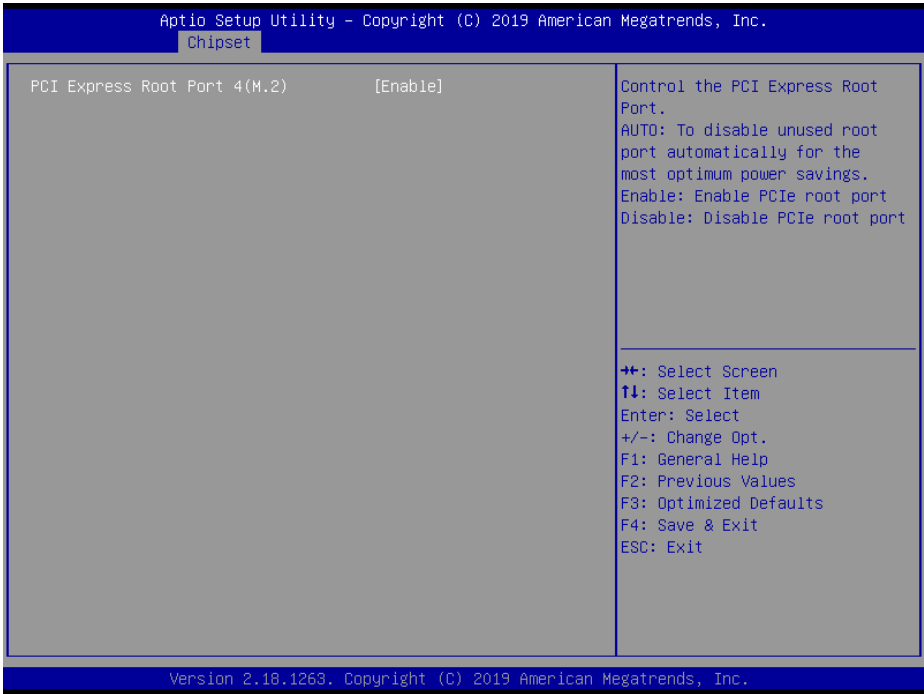 Aptio Setup Utility – Copyright (C) 2019 American Megatrends, Inc.
Chipset
PCI Express Root Port 4(M.2) [Enable]
Control the PCI Express Root
Port.
AUTO: To disable unused root
port automatically for the
most optimum power savings.
Enable: Enable PCIe root port
Disable: Disable PCIe root port
→←: Select Screen
↑↓: Select Item
Enter: Select
+/-: Change Opt.
F1: General Help
F2: Previous Values
F3: Optimized Defaults
F4: Save & Exit
ESC: Exit
Version 2.18.1263. Copyright (C) 2019 American Megatrends, Inc.